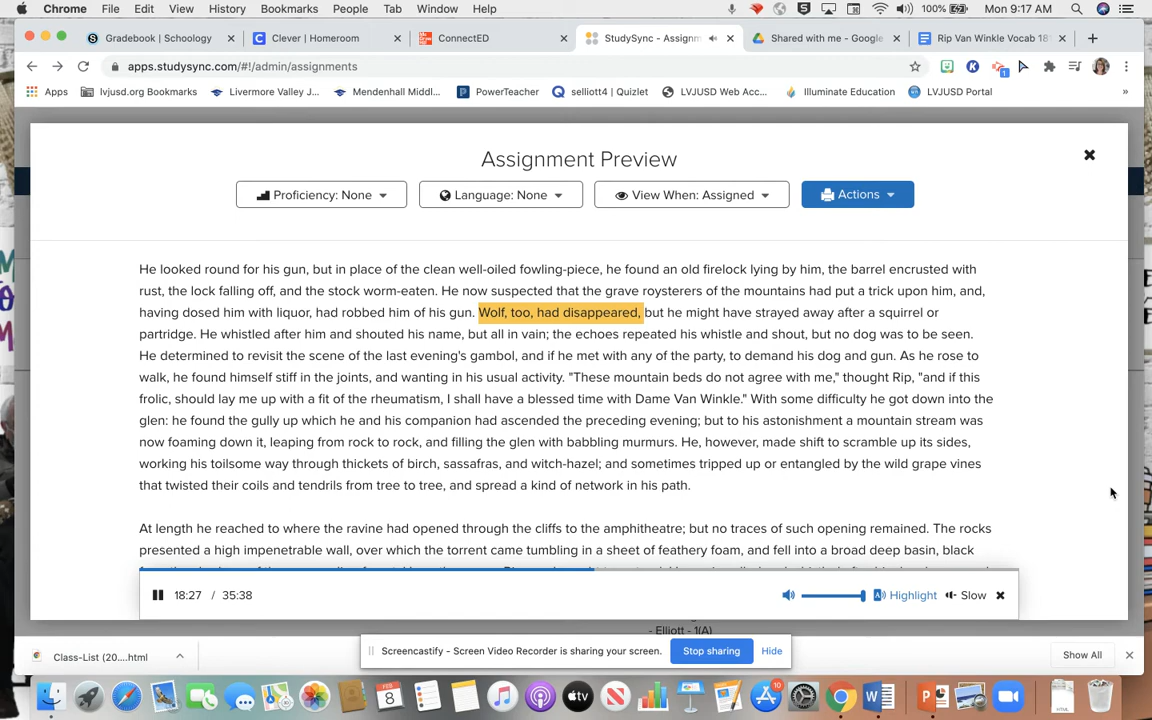 Chrome File Edit View History Bookmarks People Tab Window Help 100% Mon 9:17 AM
Gradebook | Schoology
Clever | Homeroom
ConnectED
StudySync - Assignm
Shared with me - Google
Rip Van Winkle Vocab 18
apps.studysync.com/#!/admin/assignments
Apps lvjusd.org Bookmarks Livermore Valley J... Mendenhall Middl... PowerTeacher selliott4 | Quizlet LVJUSD Web Acc... Illuminate Education LVJUSD Portal »
Assignment Preview
Proficiency: None Language: None View When: Assigned Actions
He looked round for his gun, but in place of the clean well-oiled fowling-piece, he found an old firelock lying by him, the barrel encrusted with
rust, the lock falling off, and the stock worm-eaten. He now suspected that the grave roysterers of the mountains had put a trick upon him, and,
having dosed him with liquor, had robbed him of his gun. Wolf, too, had disappeared, but he might have strayed away after a squirrel or
partridge. He whistled after him and shouted his name, but all in vain; the echoes repeated his whistle and shout, but no dog was to be seen.
He determined to revisit the scene of the last evening's gambol, and if he met with any of the party, to demand his dog and gun. As he rose to
walk, he found himself stiff in the joints, and wanting in his usual activity. "These mountain beds do not agree with me," thought Rip, "and if this
frolic, should lay me up with a fit of the rheumatism, I shall have a blessed time with Dame Van Winkle." With some difficulty he got down into the
glen: he found the gully up which he and his companion had ascended the preceding evening; but to his astonishment a mountain stream was
now foaming down it, leaping from rock to rock, and filling the glen with babbling murmurs. He, however, made shift to scramble up its sides,
working his toilsome way through thickets of birch, sassafras, and witch-hazel; and sometimes tripped up or entangled by the wild grape vines
that twisted their coils and tendrils from tree to tree, and spread a kind of network in his path.
At length he reached to where the ravine had opened through the cliffs to the amphitheatre; but no traces of such opening remained. The rocks
presented a high impenetrable wall, over which the torrent came tumbling in a sheet of feathery foam, and fell into a broad deep basin, black
18:27 / 35:38 Highlight Slow
- Elliott - 1(A)
Screencastify - Screen Video Recorder is sharing your screen. Stop sharing Hide
Class-List (20....html Show All
FEB
8
10